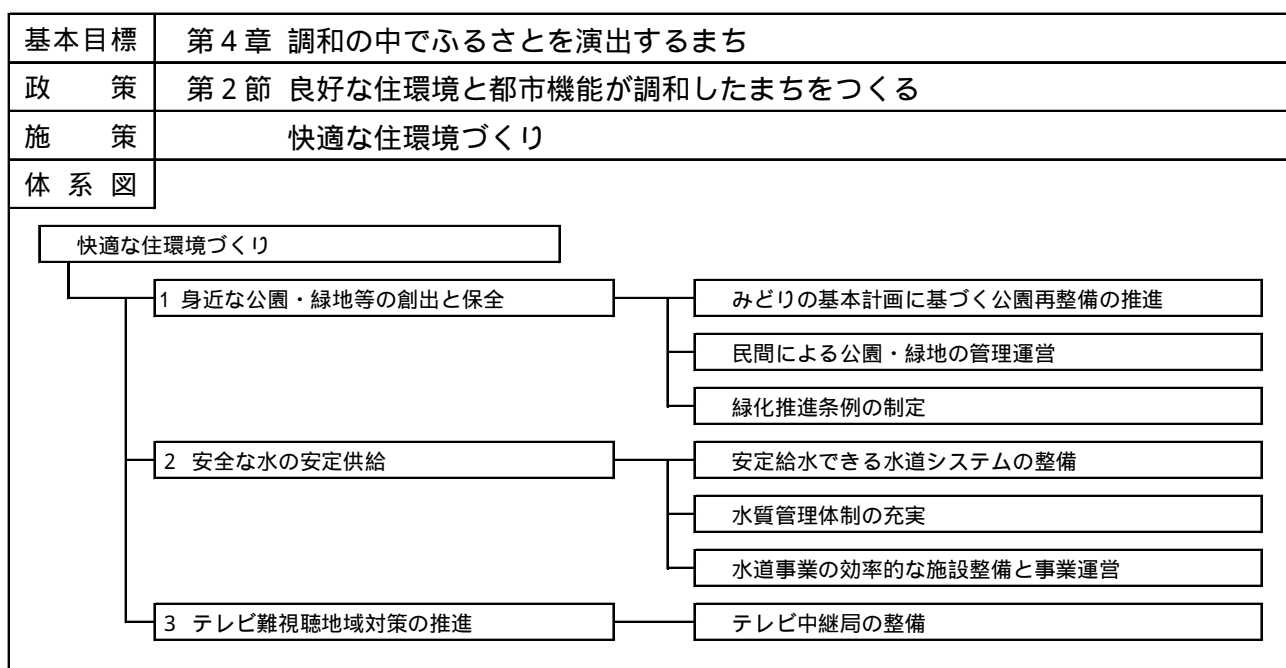 基本目標 第4章 調和の中でふるさとを演出するまち
政 策 第2節 良好な住環境と都市機能が調和したまちをつくる
施 策 快適な住環境づくり
体 系 図
快適な住環境づくり
1 身近な公園・緑地等の創出と保全
みどりの基本計画に基づく公園再整備の推進
民間による公園・緑地の管理運営
緑化推進条例の制定
2 安全な水の安定供給
安定給水できる水道システムの整備
水質管理体制の充実
水道事業の効率的な施設整備と事業運営
3 テレビ難視聴地域対策の推進
テレビ中継局の整備